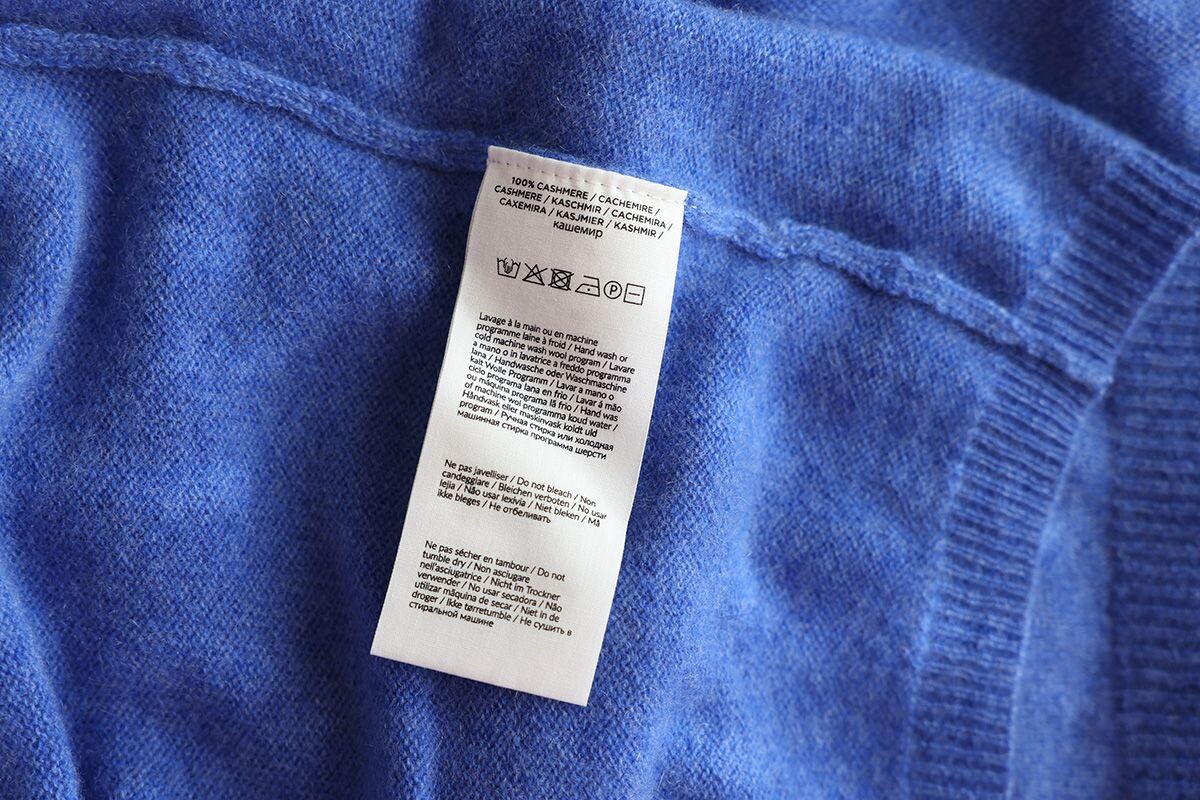 100% CASHMERE / CACHEMIRE /
CASHMERE / KASCHMIR / CACHEMIRA /
CAXEMIRA / KASJMIER / KASHMIR /
кашемир
P
Lavage à la main ou en machine
programme laine à froid / Hand wash or
cold machine wash wool program / Lavare
a mano o in lavatrice a freddo programma
lana / Handwasche oder Waschmaschine
kalt Wolle Programm / Lavar a mano o
ciclo programa lana en frio / Lavar à mão
ou máquina programa lã frio / Hand was
of machine wol programma koud water /
Håndvask eller maskinvask koldt uld
program / Ручная стирка или холодная
машинная стирка программа шерсти
Ne pas javelliser / Do not bleach / Non
candeggiare / Bleichen verboten / No usar
lejia / Não usar lexivia / Niet bleken / Må
ikke bleges / Не отбеливать
Ne pas sécher en tambour / Do not
tumble dry / Non asciugare
nell'asciugatrice / Nicht im Trockner
verwender / No usar secadora / Não
utilizar máquina de secar / Niet in de
droger / Ikke tørretumble / Не сушить в
стиральной машине